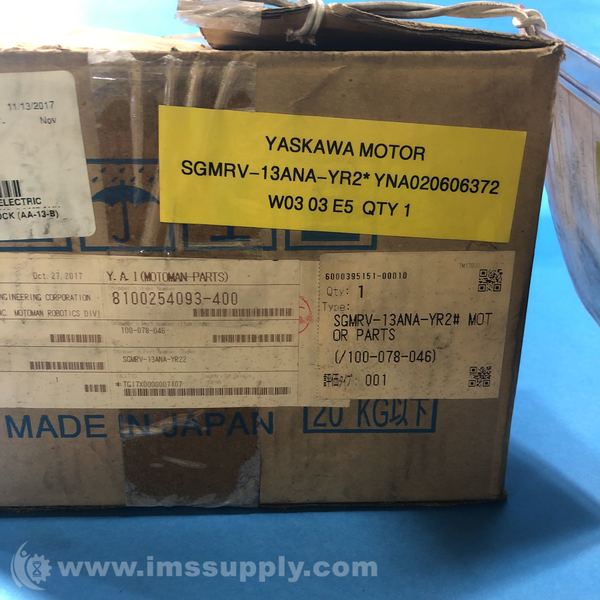 11/13/2017
Nov
ELECTRIC
OCK (AA-13-B)
YASKAWA MOTOR
SGMRV-13ANA-YR2* YNA020606372
W03 03 E5 QTY 1
Oct. 27, 2017
Y.A.I(MOTOMAN PARTS)
NGINEERING CORPORATION
8100254093-400
MOTOMAN ROBOTICS DIVI
100-078-046
SGMRV-13ANA-YR22
6000395151-00010
Qty: 1
Type:
SGMRV-13ANA-YR2# MOT
OR PARTS
(/100-078-046)
001
MADE IN JAPAN
20 KG以下
www.imssupply.com